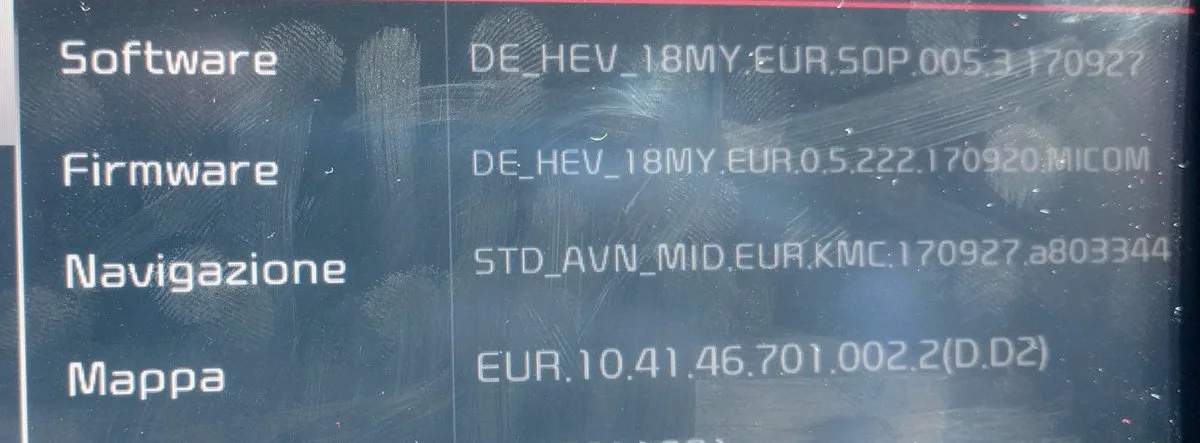 Software DE_HEV_18MY.EUR.SOP.005.3.170927
Firmware DE_HEV_18MY.EUR.0.5.222.170920.MICOM
Navigazione STD_AVN_MID.EUR.KMC.170927.a803344
Mappa EUR.10.41.46.701.002.2(D.D2)